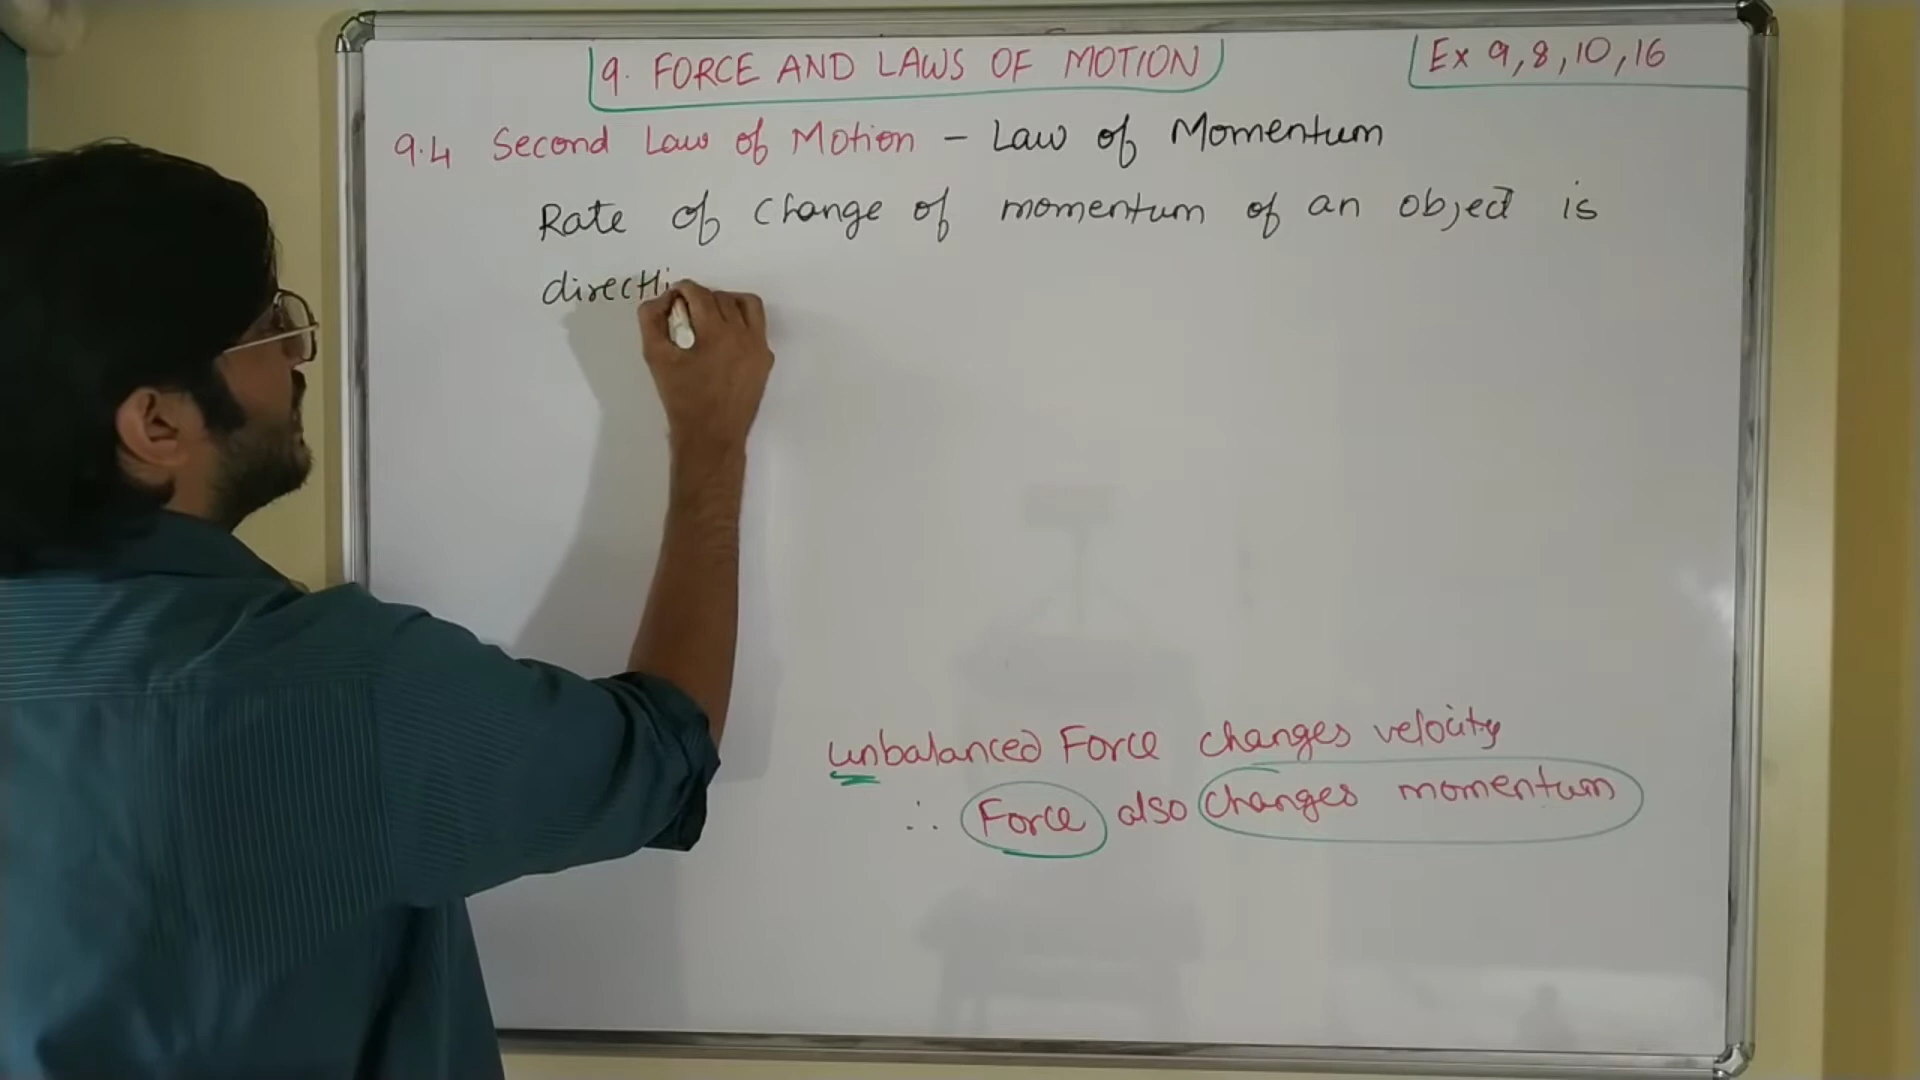 9. FORCE AND LAWS OF MOTION
Ex 9,8,10,16
9.4 Second Law of Motion – Law of Momentum
Rate of change of momentum of an object is
unbalanced Force changes velocity
∴ Force also changes momentum